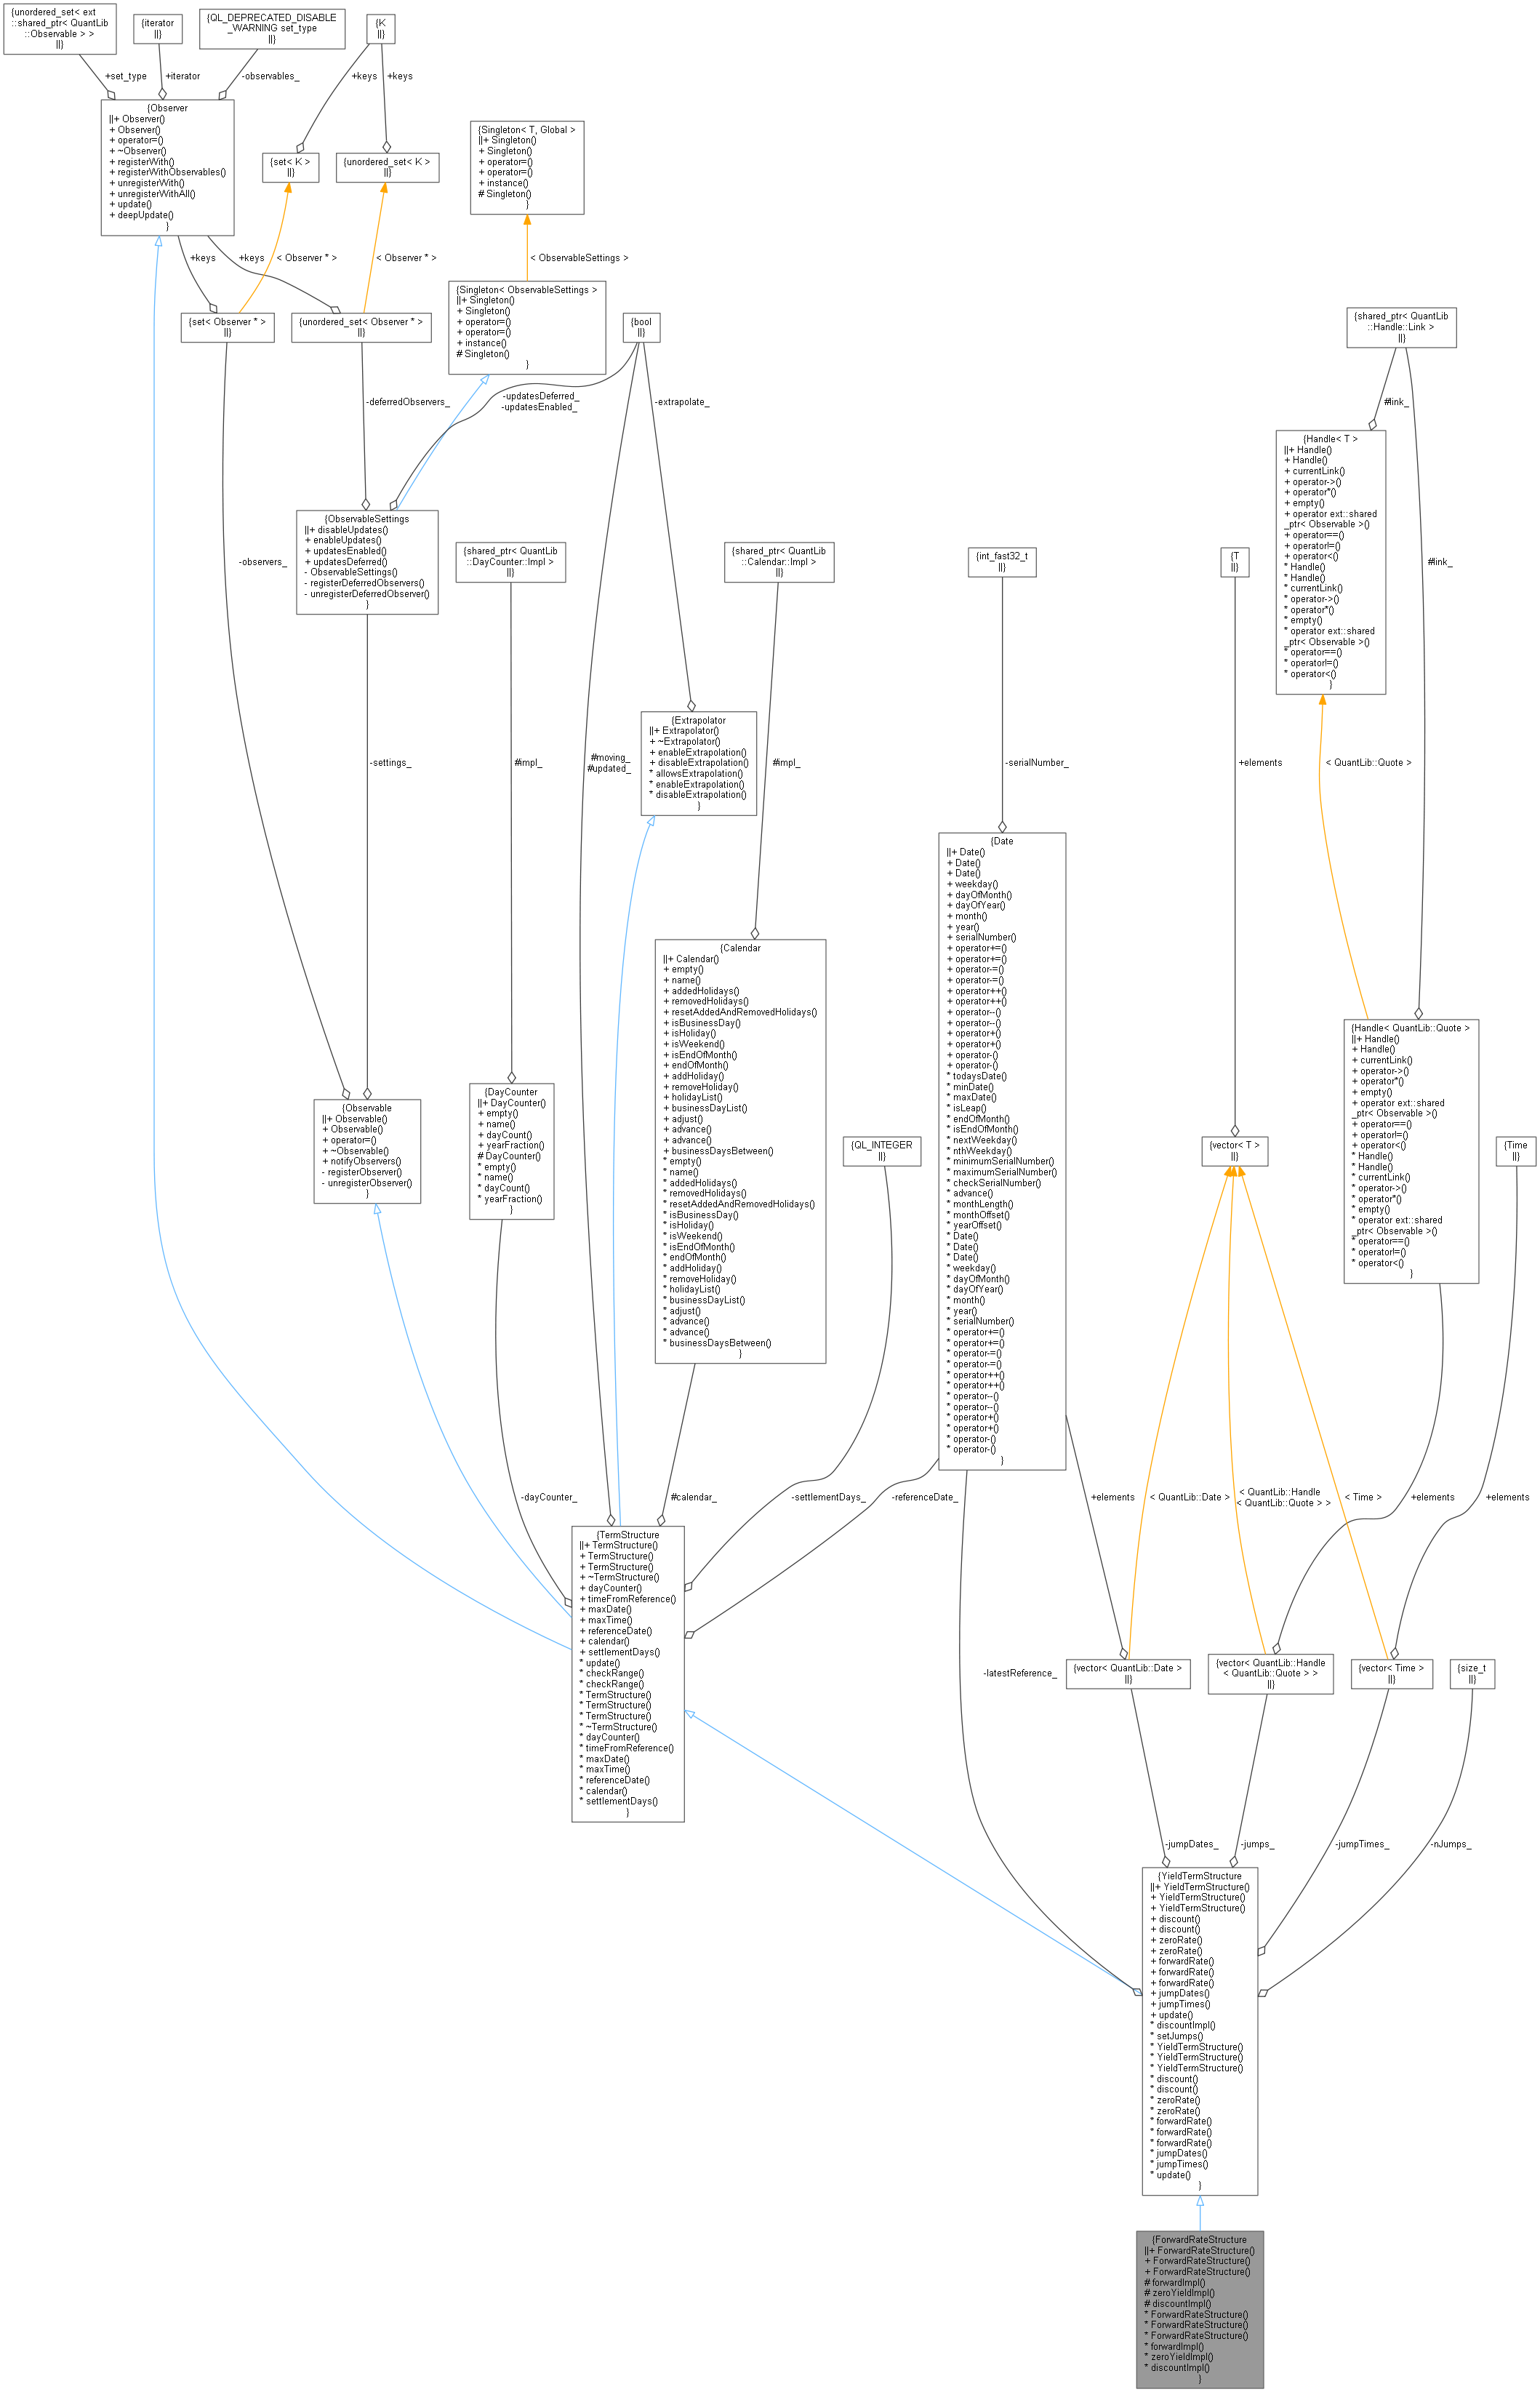 {unordered_set< ext
::shared_ptr< QuantLib
::Observable > >
||}
{iterator
||}
{QL_DEPRECATED_DISABLE
_WARNING set_type
||}
{K
||}
+set_type
+iterator
-observables_
+keys
+keys
{Observer
||+ Observer()
+ Observer()
+ operator=()
+ ~Observer()
+ registerWith()
+ registerWithObservables()
+ unregisterWith()
+ unregisterWithAll()
+ update()
+ deepUpdate()
}
{set< K >
||}
{unordered_set< K >
||}
{Singleton< T, Global >
||+ Singleton()
+ Singleton()
+ operator=()
+ operator=()
+ instance()
# Singleton()
}
+keys
+keys
< Observer * >
< Observer * >
< ObservableSettings >
{set< Observer * >
||}
{unordered_set< Observer * >
||}
{Singleton< ObservableSettings >
||+ Singleton()
+ Singleton()
+ operator=()
+ operator=()
+ instance()
# Singleton()
}
{bool
||}
{shared_ptr< QuantLib
::Handle::Link >
||}
-deferredObservers_
-updatesDeferred_
-updatesEnabled_
-extrapolate_
#link_
{Handle< T >
||+ Handle()
+ Handle()
+ currentLink()
+ operator->()
+ operator*()
+ empty()
+ operator ext::shared
_ptr< Observable >()
+ operator==()
+ operator!=()
+ operator<()
* Handle()
* Handle()
* currentLink()
* operator->()
* operator*()
* empty()
* operator ext::shared
_ptr< Observable >()
* operator==()
* operator!=()
* operator<()
}
-observers_
{ObservableSettings
||+ disableUpdates()
+ enableUpdates()
+ updatesEnabled()
+ updatesDeferred()
- ObservableSettings()
- registerDeferredObservers()
- unregisterDeferredObserver()
}
{shared_ptr< QuantLib
::DayCounter::Impl >
||}
{shared_ptr< QuantLib
::Calendar::Impl >
||}
{int_fast32_t
||}
{T
||}
#link_
-settings_
#impl_
#moving_
#updated_
{Extrapolator
||+ Extrapolator()
+ ~Extrapolator()
+ enableExtrapolation()
+ disableExtrapolation()
* allowsExtrapolation()
* enableExtrapolation()
* disableExtrapolation()
}
#impl_
-serialNumber_
+elements
< QuantLib::Quote >
{Date
||+ Date()
+ Date()
+ Date()
+ weekday()
+ dayOfMonth()
+ dayOfYear()
+ month()
+ year()
+ serialNumber()
+ operator+=()
+ operator+=()
+ operator-=()
+ operator-=()
+ operator++()
+ operator++()
+ operator--()
+ operator--()
+ operator+()
+ operator+()
+ operator-()
+ operator-()
* todaysDate()
* minDate()
* maxDate()
* isLeap()
* endOfMonth()
* isEndOfMonth()
* nextWeekday()
* nthWeekday()
* minimumSerialNumber()
* maximumSerialNumber()
* checkSerialNumber()
* advance()
* monthLength()
* monthOffset()
* yearOffset()
* Date()
* Date()
* Date()
* weekday()
* dayOfMonth()
* dayOfYear()
* month()
* year()
* serialNumber()
* operator+=()
* operator+=()
* operator-=()
* operator-=()
* operator++()
* operator++()
* operator--()
* operator--()
* operator+()
* operator+()
* operator-()
* operator-()
}
{Calendar
||+ Calendar()
+ empty()
+ name()
+ addedHolidays()
+ removedHolidays()
+ resetAddedAndRemovedHolidays()
+ isBusinessDay()
+ isHoliday()
+ isWeekend()
+ isEndOfMonth()
+ endOfMonth()
+ addHoliday()
+ removeHoliday()
+ holidayList()
+ businessDayList()
+ adjust()
+ advance()
+ advance()
+ businessDaysBetween()
* empty()
* name()
* addedHolidays()
* removedHolidays()
* resetAddedAndRemovedHolidays()
* isBusinessDay()
* isHoliday()
* isWeekend()
* isEndOfMonth()
* endOfMonth()
* addHoliday()
* removeHoliday()
* holidayList()
* businessDayList()
* adjust()
* advance()
* advance()
* businessDaysBetween()
}
{Handle< QuantLib::Quote >
||+ Handle()
+ Handle()
+ currentLink()
+ operator->()
+ operator*()
+ empty()
+ operator ext::shared
_ptr< Observable >()
+ operator==()
+ operator!=()
+ operator<()
* Handle()
* Handle()
* currentLink()
* operator->()
* operator*()
* empty()
* operator ext::shared
_ptr< Observable >()
* operator==()
* operator!=()
* operator<()
}
{Observable
||+ Observable()
+ Observable()
+ operator=()
+ ~Observable()
+ notifyObservers()
- registerObserver()
- unregisterObserver()
}
{DayCounter
||+ DayCounter()
+ empty()
+ name()
+ dayCount()
+ yearFraction()
# DayCounter()
* empty()
* name()
* dayCount()
* yearFraction()
}
{QL_INTEGER
||}
{vector< T >
||}
{Time
||}
-dayCounter_
#calendar_
-settlementDays_
-referenceDate_
+elements
< QuantLib::Date >
< QuantLib::Handle
< QuantLib::Quote > >
< Time >
+elements
+elements
{TermStructure
||+ TermStructure()
+ TermStructure()
+ TermStructure()
+ ~TermStructure()
+ dayCounter()
+ timeFromReference()
+ maxDate()
+ maxTime()
+ referenceDate()
+ calendar()
+ settlementDays()
* update()
* checkRange()
* checkRange()
* TermStructure()
* TermStructure()
* TermStructure()
* ~TermStructure()
* dayCounter()
* timeFromReference()
* maxDate()
* maxTime()
* referenceDate()
* calendar()
* settlementDays()
}
-latestReference_
{vector< QuantLib::Date >
||}
{vector< QuantLib::Handle
< QuantLib::Quote > >
||}
{vector< Time >
||}
{size_t
||}
-jumpDates_
-jumps_
-jumpTimes_
-nJumps_
{YieldTermStructure
||+ YieldTermStructure()
+ YieldTermStructure()
+ YieldTermStructure()
+ discount()
+ discount()
+ zeroRate()
+ zeroRate()
+ forwardRate()
+ forwardRate()
+ forwardRate()
+ jumpDates()
+ jumpTimes()
+ update()
* discountImpl()
* setJumps()
* YieldTermStructure()
* YieldTermStructure()
* YieldTermStructure()
* discount()
* discount()
* zeroRate()
* zeroRate()
* forwardRate()
* forwardRate()
* forwardRate()
* jumpDates()
* jumpTimes()
* update()
}
{ForwardRateStructure
||+ ForwardRateStructure()
+ ForwardRateStructure()
+ ForwardRateStructure()
# forwardImpl()
# zeroYieldImpl()
# discountImpl()
* ForwardRateStructure()
* ForwardRateStructure()
* ForwardRateStructure()
* forwardImpl()
* zeroYieldImpl()
* discountImpl()
}